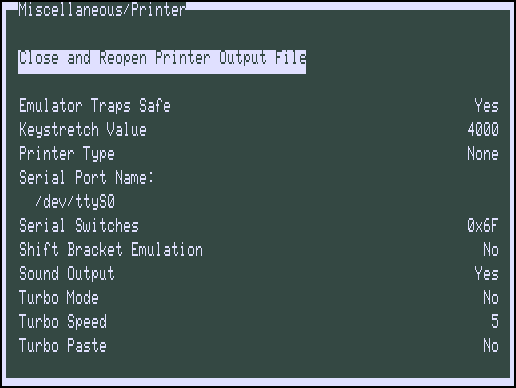 Miscellaneous/Printer
Close and Reopen Printer Output File
Emulator Traps Safe Yes
Keystretch Value 4000
Printer Type None
Serial Port Name:
/dev/ttyS0
Serial Switches 0x6F
Shift Bracket Emulation No
Sound Output Yes
Turbo Mode No
Turbo Speed 5
Turbo Paste No